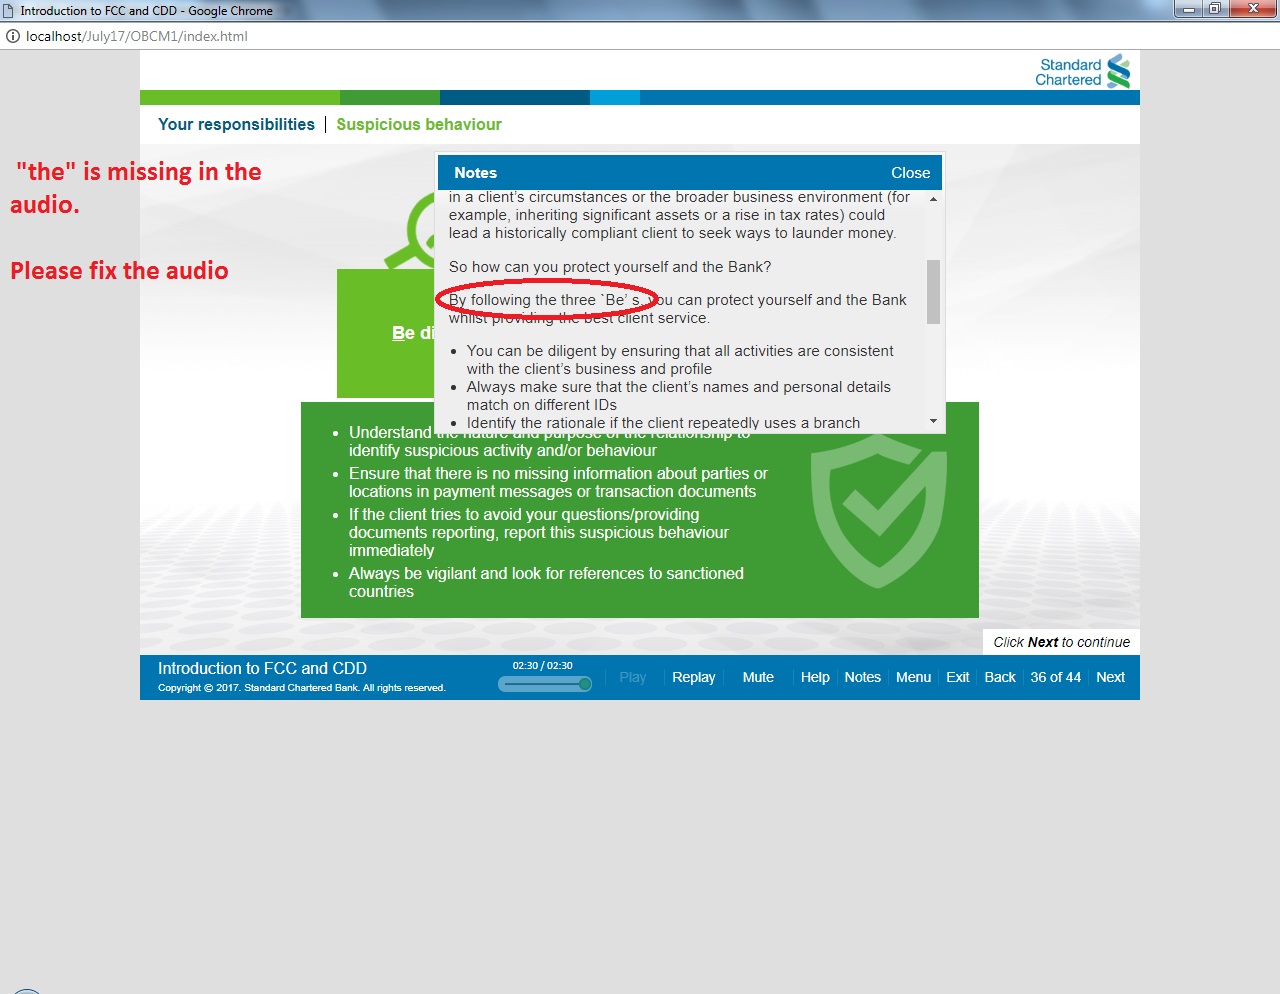 Introduction to FCC and CDD - Google Chrome
localhost/July17/OBCM1/index.html
Standard
Chartered
Your responsibilities | Suspicious behaviour
"the" is missing in the
audio.
Please fix the audio
Notes Close
in a client's circumstances or the broader business environment (for
example, inheriting significant assets or a rise in tax rates) could
lead a historically compliant client to seek ways to launder money.
So how can you protect yourself and the Bank?
By following the three `Be' s, you can protect yourself and the Bank
whilst providing the best client service.
• You can be diligent by ensuring that all activities are consistent
with the client's business and profile
• Always make sure that the client's names and personal details
match on different IDs
• Identify the rationale if the client repeatedly uses a branch
Be di
• Understand the nature and purpose of the relationship to
identify suspicious activity and/or behaviour
• Ensure that there is no missing information about parties or
locations in payment messages or transaction documents
• If the client tries to avoid your questions/providing
documents reporting, report this suspicious behaviour
immediately
• Always be vigilant and look for references to sanctioned
countries
Click Next to continue
Introduction to FCC and CDD
Copyright © 2017. Standard Chartered Bank. All rights reserved.
02:30 / 02:30
Play Replay Mute Help Notes Menu Exit Back 36 of 44 Next